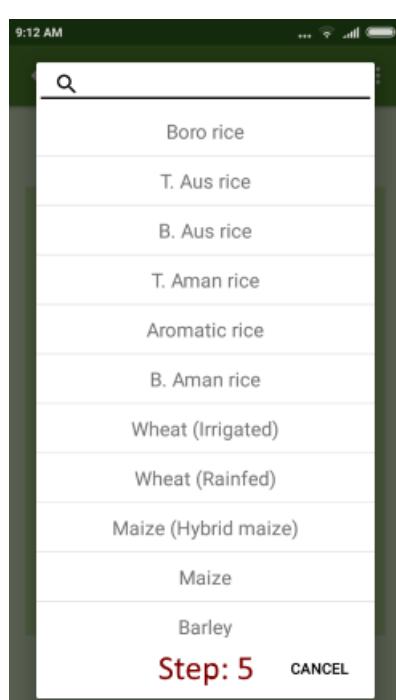 9:12 AM
Boro rice
T. Aus rice
B. Aus rice
T. Aman rice
Aromatic rice
B. Aman rice
Wheat (Irrigated)
Wheat (Rainfed)
Maize (Hybrid maize)
Maize
Barley
Step: 5 CANCEL